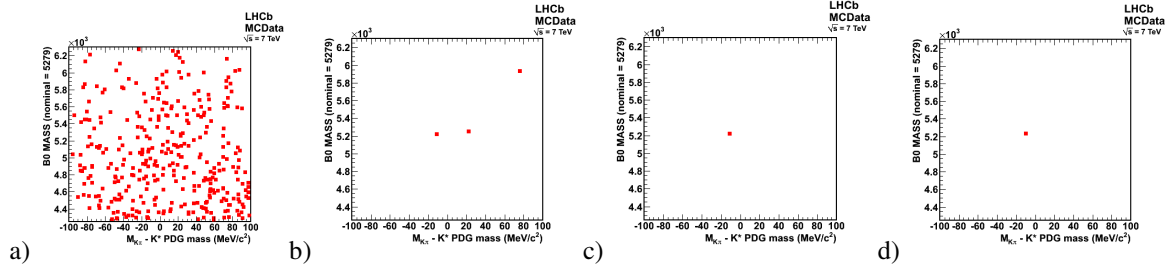 a)
LHCb
MCData
√s = 7 TeV
×10³
B0 MASS (nominal = 5279)
6.2
6
5.8
5.6
5.4
5.2
5
4.8
4.6
4.4
-100 -80 -60 -40 -20 0 20 40 60 80 100
M_Kπ - K* PDG mass (MeV/c²)
b)
LHCb
MCData
√s = 7 TeV
×10³
B0 MASS (nominal = 5279)
6.2
6
5.8
5.6
5.4
5.2
5
4.8
4.6
4.4
-100 -80 -60 -40 -20 0 20 40 60 80 100
M_Kπ - K* PDG mass (MeV/c²)
c)
LHCb
MCData
√s = 7 TeV
×10³
B0 MASS (nominal = 5279)
6.2
6
5.8
5.6
5.4
5.2
5
4.8
4.6
4.4
-100 -80 -60 -40 -20 0 20 40 60 80 100
M_Kπ - K* PDG mass (MeV/c²)
d)
LHCb
MCData
√s = 7 TeV
×10³
B0 MASS (nominal = 5279)
6.2
6
5.8
5.6
5.4
5.2
5
4.8
4.6
4.4
-100 -80 -60 -40 -20 0 20 40 60 80 100
M_Kπ - K* PDG mass (MeV/c²)